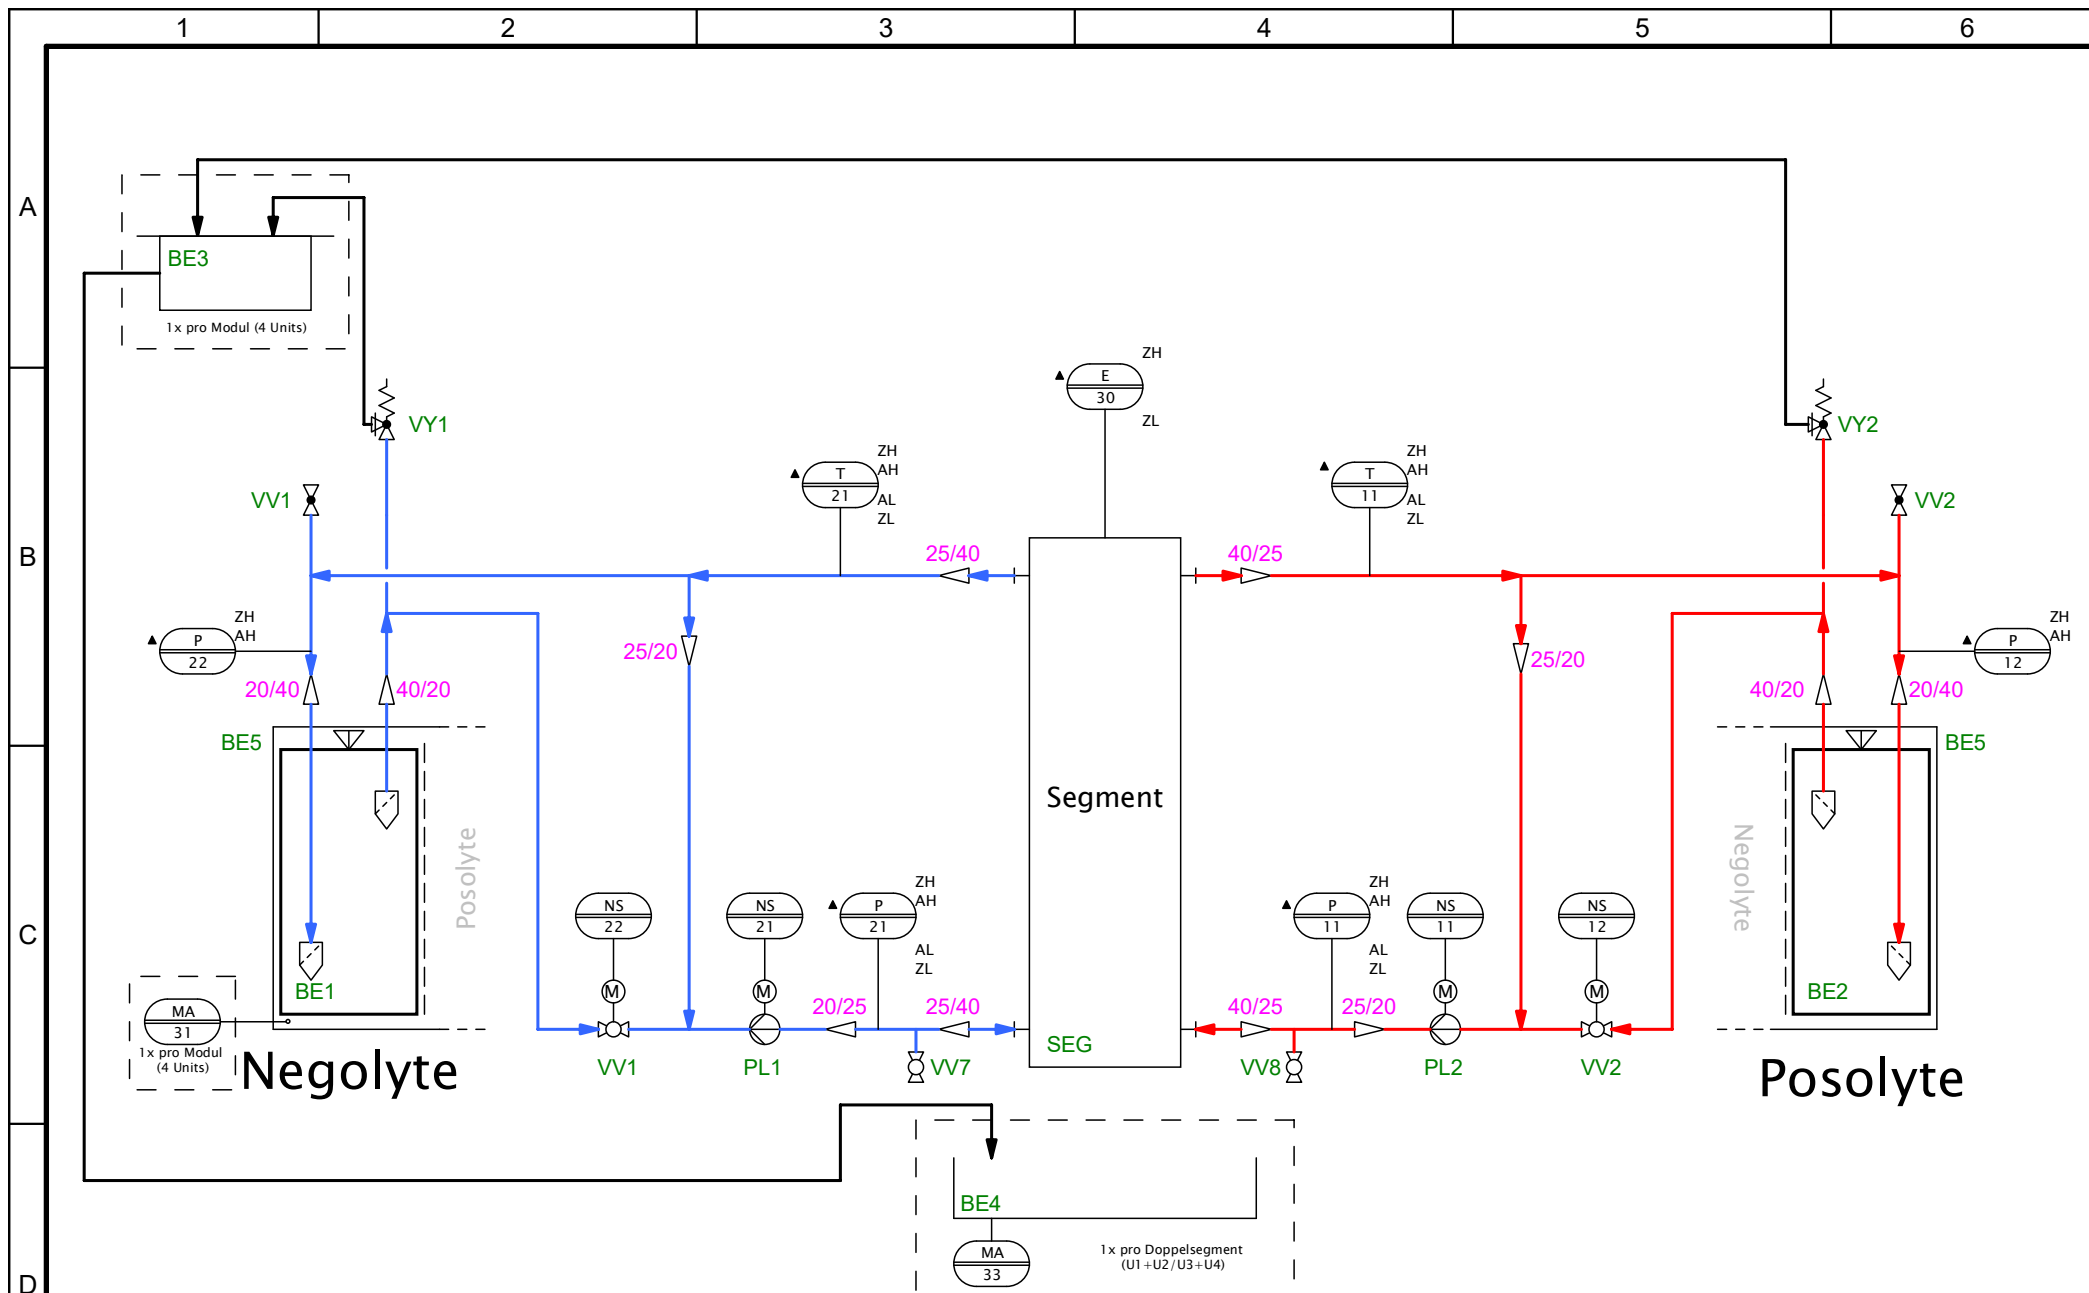 1 2 3 4 5 6
A
BE3
1x pro Modul (4 Units)
ZH
E
30
ZL
VY1
VY2
ZH
AH
T
21
AL
ZL
ZH
AH
T
11
AL
ZL
VV1
VV2
B
25/40
40/25
ZH
AH
P
22
25/20
25/20
ZH
AH
P
12
20/40
40/20
40/20
20/40
BE5
BE5
Segment
Posolyte
Negolyte
C
NS
22
NS
21
ZH
AH
P
21
AL
ZL
ZH
AH
P
11
AL
ZL
NS
11
NS
12
BE1
BE2
M
M
M
M
MA
31
1x pro Modul
(4 Units)
20/25
25/40
40/25
25/20
Negolyte
VV1
PL1
VV7
SEG
VV8
PL2
VV2
Posolyte
BE4
MA
33
1x pro Doppelsegment
(U1+U2/U3+U4)
D